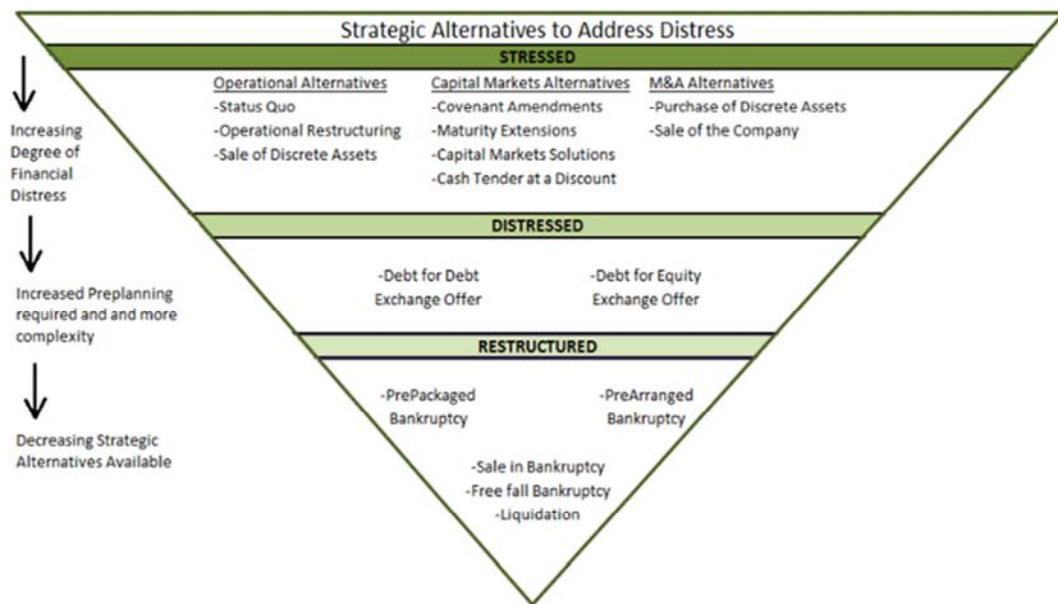 Strategic Alternatives to Address Distress
STRESSED
Operational Alternatives
-Status Quo
-Operational Restructuring
-Sale of Discrete Assets
Capital Markets Alternatives
-Covenant Amendments
-Maturity Extensions
-Capital Markets Solutions
-Cash Tender at a Discount
M&A Alternatives
-Purchase of Discrete Assets
-Sale of the Company
Increasing
Degree of
Financial
Distress
DISTRESSED
-Debt for Debt
Exchange Offer
-Debt for Equity
Exchange Offer
Increased Preplanning
required and and more
complexity
RESTRUCTURED
-PrePackaged
Bankruptcy
-PreArranged
Bankruptcy
Decreasing Strategic
Alternatives Available
-Sale in Bankruptcy
-Free fall Bankruptcy
-Liquidation